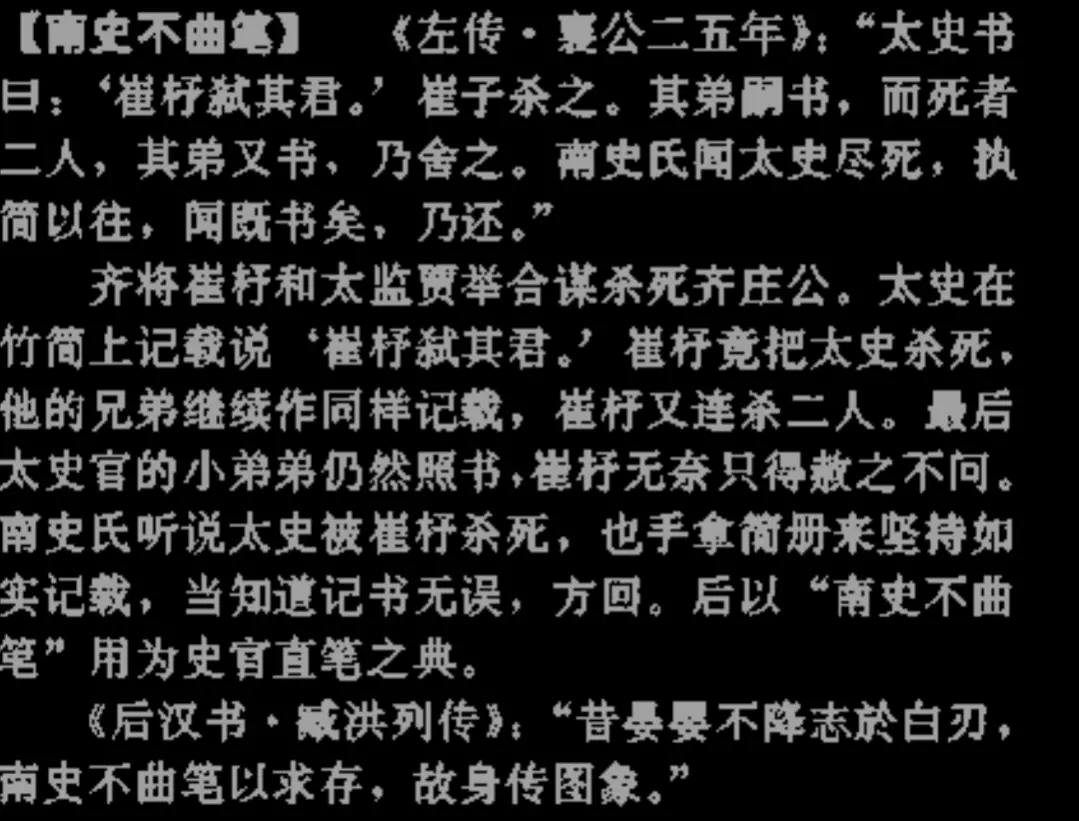 【南史不曲笔】　　《左传·襄公二五年》：“太史书
曰：‘崔杼弑其君。’崔子杀之。其弟嗣书，而死者
二人，其弟又书，乃舍之。南史氏闻太史尽死，执
简以往，闻既书矣，乃还。”
齐将崔杼和太监贾举合谋杀死齐庄公。太史在
竹简上记载说‘崔杼弑其君。’崔杼竟把太史杀死，
他的兄弟继续作同样记载，崔杼又连杀二人。最后
太史官的小弟弟仍然照书，崔杼无奈只得赦之不问。
南史氏听说太史被崔杼杀死，也手拿简册来坚持如
实记载，当知道记书无误，方回。后以“南史不曲
笔”用为史官直笔之典。
《后汉书·臧洪列传》：“昔晏婴不降志於白刃，
南史不曲笔以求存，故身传图象。”